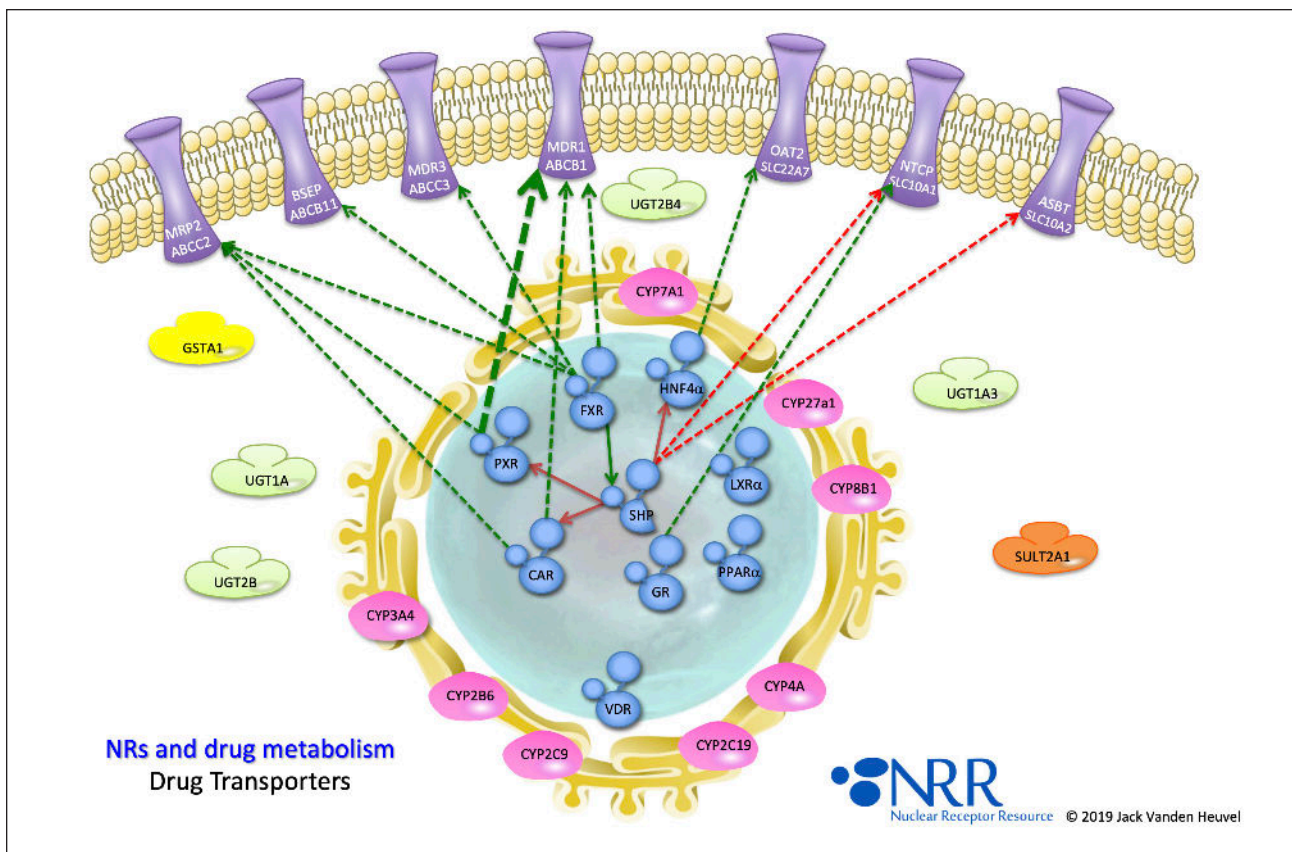 MRP2
ABCC2
BSEP
ABCB11
MDR3
ABCC3
MDR1
ABCB1
OAT2
SLC22A7
NTCP
SLC10A1
ASBT
SLC10A2
UGT2B4
CYP7A1
GSTA1
UGT1A3
HNF4α
CYP27a1
FXR
PXR
LXRα
UGT1A
CYP8B1
SHP
SULT2A1
CAR
PPARα
UGT2B
GR
CYP3A4
CYP2B6
CYP4A
VDR
CYP2C9
CYP2C19
NRs and drug metabolism
Drug Transporters
NRR
Nuclear Receptor Resource © 2019 Jack Vanden Heuvel